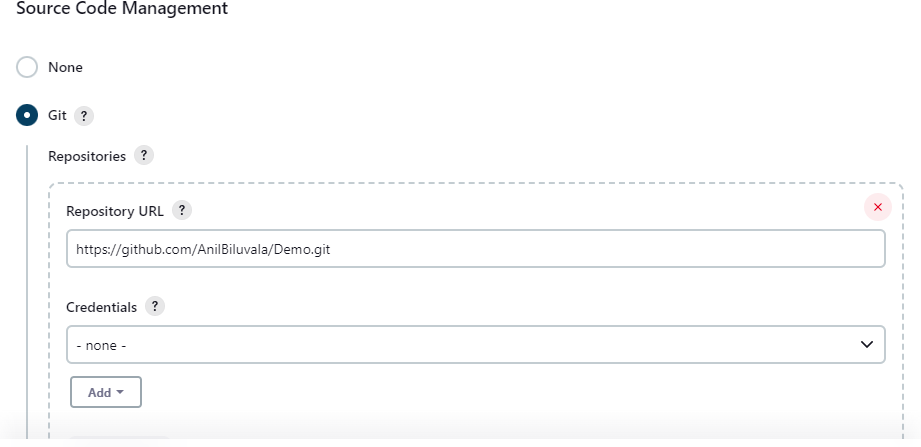 Source Code Management
None
Git ?
Repositories ?
Repository URL ?
https://github.com/AnilBiluvala/Demo.git
Credentials ?
- none -
Add